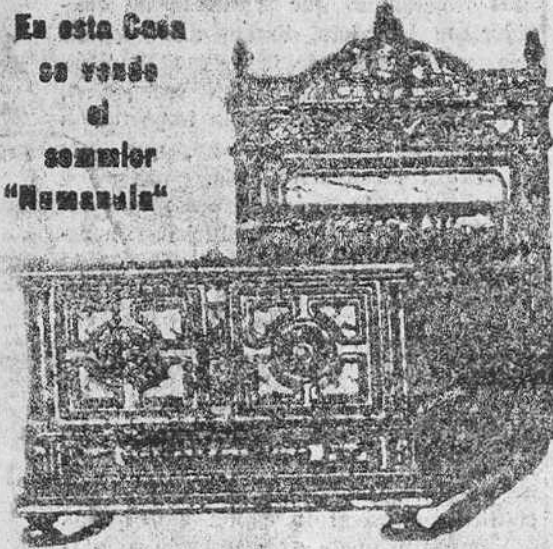 En esta Casa
se vende
el
sommier
"Numancia"